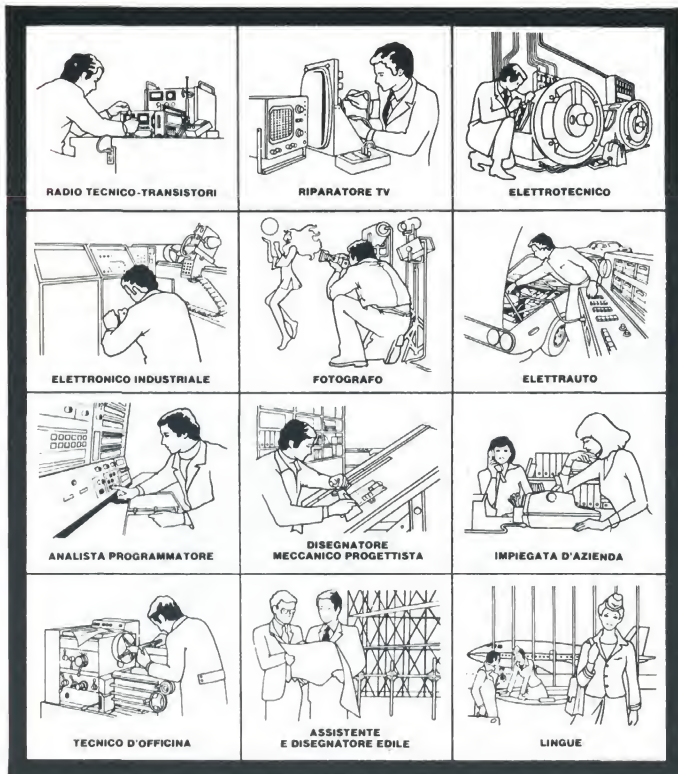 RADIO TECNICO-TRANSISTORI
RIPARATORE TV
ELETTROTECNICO
ELETTRONICO INDUSTRIALE
FOTOGRAFO
ELETTRAUTO
ANALISTA PROGRAMMATORE
DISEGNATORE
MECCANICO PROGETTISTA
IMPIEGATA D'AZIENDA
TECNICO D'OFFICINA
ASSISTENTE
E DISEGNATORE EDILE
LINGUE